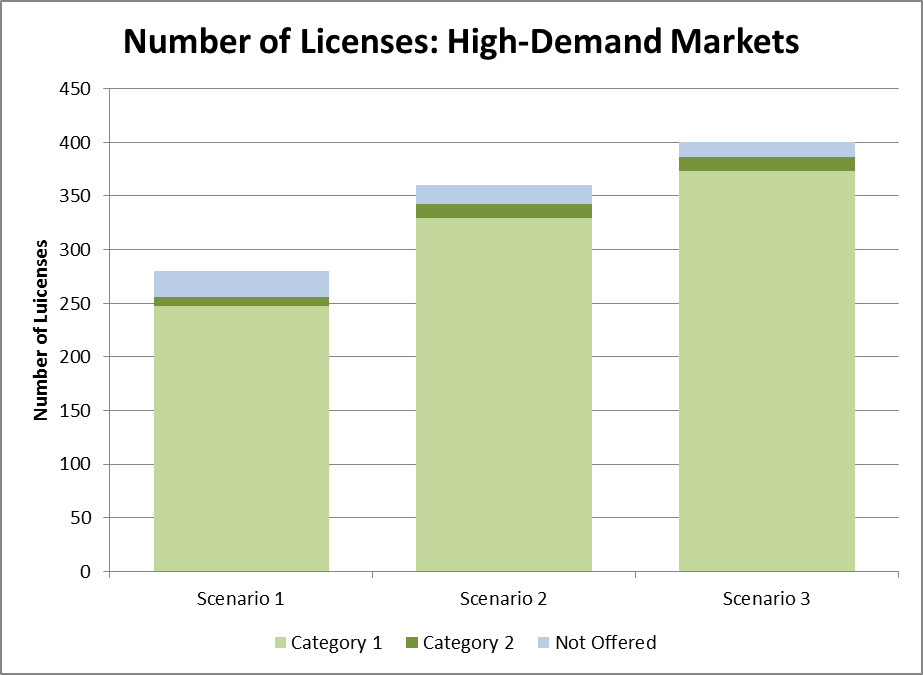 Number of Licenses: High-Demand Markets
450
400
350
300
250
200
150
100
50
0
Number of Luicenses
Scenario 1
Scenario 2
Scenario 3
Category 1
Category 2
Not Offered